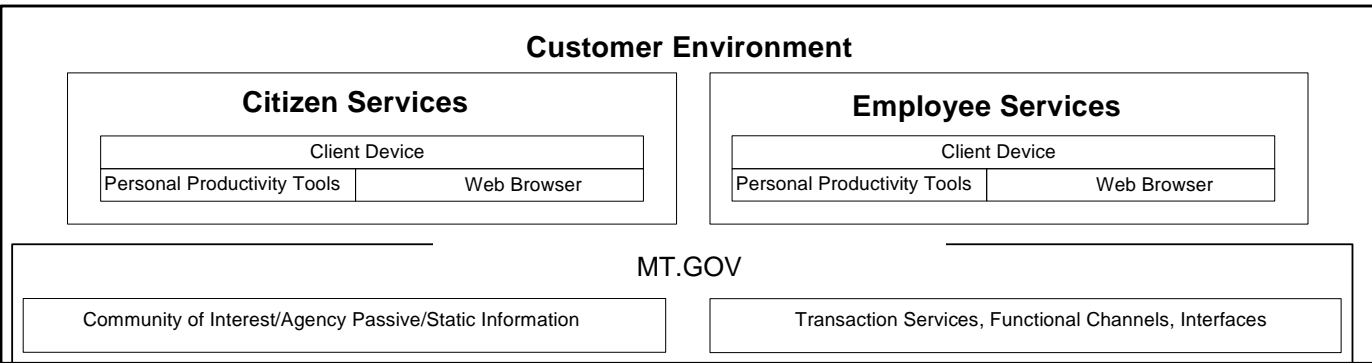 Customer Environment
Citizen Services
Client Device
Personal Productivity Tools
Web Browser
Employee Services
Client Device
Personal Productivity Tools
Web Browser
MT.GOV
Community of Interest/Agency Passive/Static Information
Transaction Services, Functional Channels, Interfaces